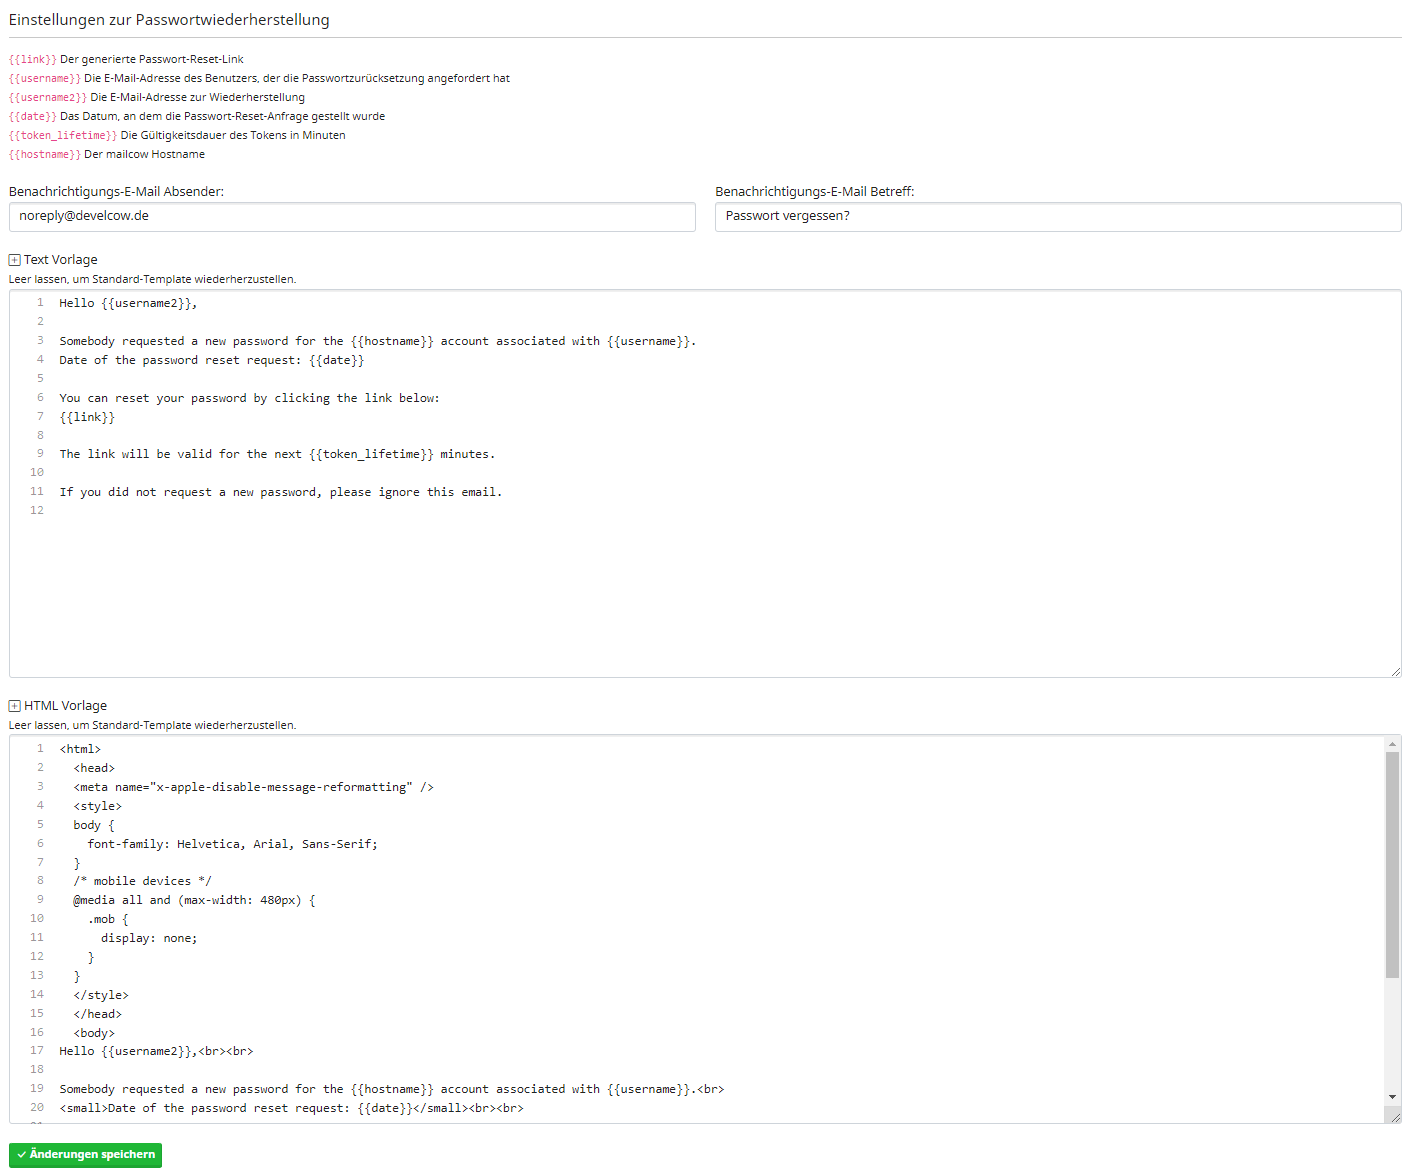 Einstellungen zur Passwortwiederherstellung
{{link}} Der generierte Passwort-Reset-Link
{{username}} Die E-Mail-Adresse des Benutzers, der die Passwortzurücksetzung angefordert hat
{{username2}} Die E-Mail-Adresse zur Wiederherstellung
{{date}} Das Datum, an dem die Passwort-Reset-Anfrage gestellt wurde
{{token_lifetime}} Die Gültigkeitsdauer des Tokens in Minuten
{{hostname}} Der mailcow Hostname
Benachrichtigungs-E-Mail Absender:
noreply@develcow.de
Benachrichtigungs-E-Mail Betreff:
Passwort vergessen?
Text Vorlage
Leer lassen, um Standard-Template wiederherzustellen.
1 Hello {{username2}},
2
3 Somebody requested a new password for the {{hostname}} account associated with {{username}}.
4 Date of the password reset request: {{date}}
5
6 You can reset your password by clicking the link below:
7 {{link}}
8
9 The link will be valid for the next {{token_lifetime}} minutes.
10
11 If you did not request a new password, please ignore this email.
12
HTML Vorlage
Leer lassen, um Standard-Template wiederherzustellen.
1 <html>
2 <head>
3 <meta name="x-apple-disable-message-reformatting" />
4 <style>
5 body {
6 font-family: Helvetica, Arial, Sans-Serif;
7 }
8 /* mobile devices */
9 @media all and (max-width: 480px) {
10 .mob {
11 display: none;
12 }
13 }
14 </style>
15 </head>
16 <body>
17 Hello {{username2}},<br><br>
18
19 Somebody requested a new password for the {{hostname}} account associated with {{username}}.<br>
20 <small>Date of the password reset request: {{date}}</small><br><br>
Änderungen speichern